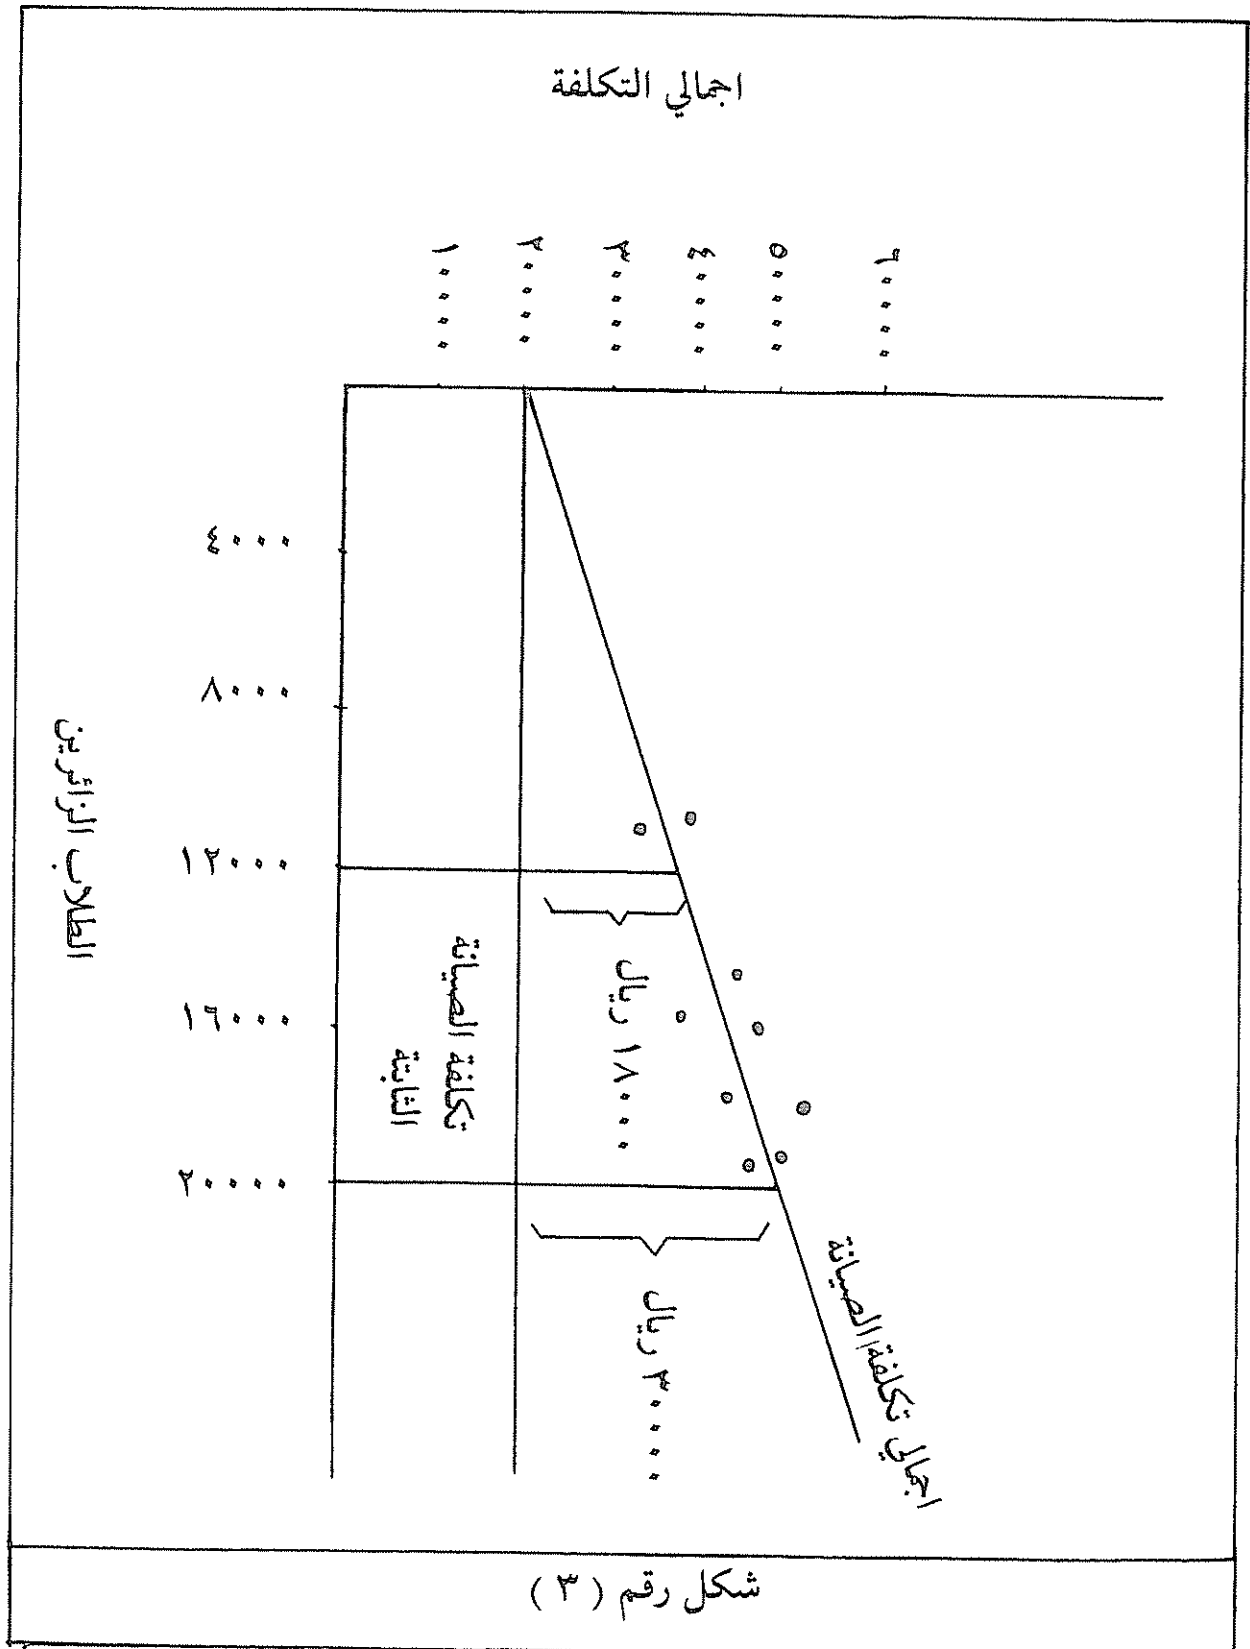 اجمالي التكلفة
١٠٠٠٠
٢٠٠٠٠
٣٠٠٠٠
٤٠٠٠٠
٥٠٠٠٠
٦٠٠٠٠
٤٠٠٠
٨٠٠٠
١٢٠٠٠
١٦٠٠٠
٢٠٠٠٠
الطلاب الزائرين
تكلفة الصيانة
الثابتة
١٨٠٠٠ ريال
٣٠٠٠٠ ريال
اجمالي تكلفة الصيانة
شكل رقم ( ٣ )